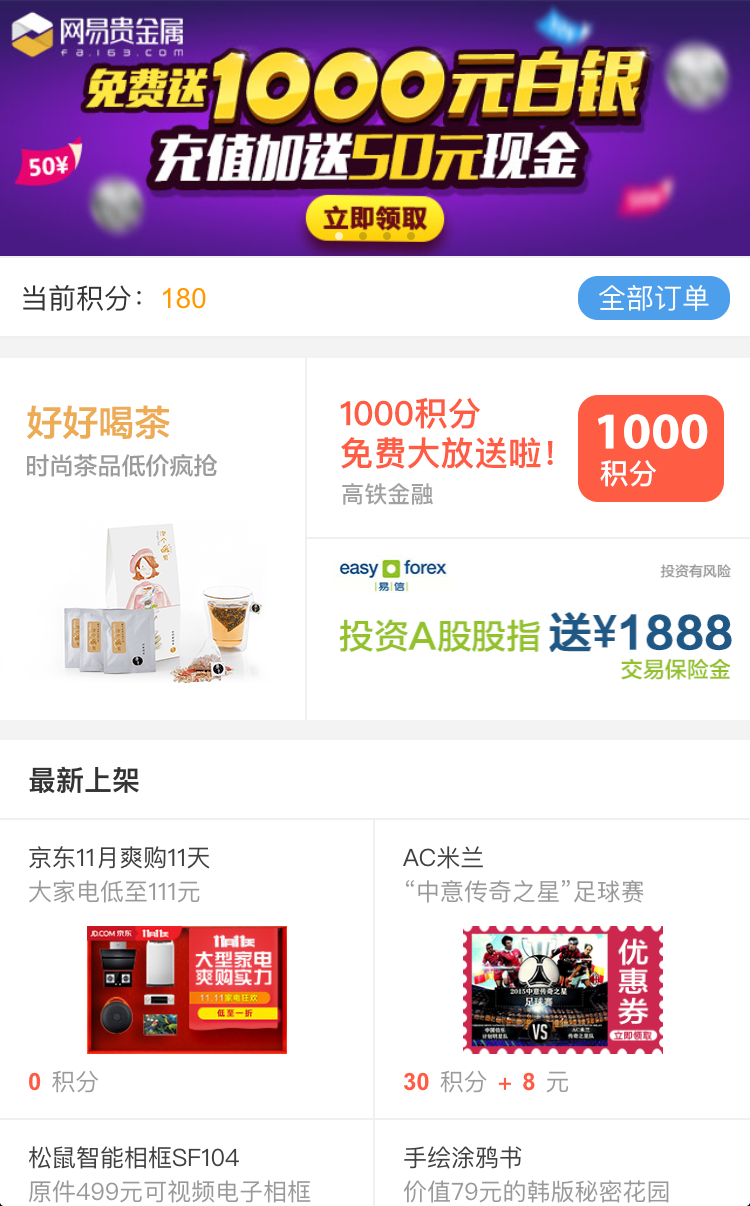 网易贵金属
fa.163.com
免费送1000元白银
充值加送50元现金
50¥
立即领取
当前积分：180
全部订单
好好喝茶
时尚茶品低价疯抢
1000积分
免费大放送啦！
高铁金融
1000
积分
easy forex
易信
投资有风险
投资A股股指 送¥1888
交易保险金
最新上架
京东11月爽购11天
大家电低至111元
JD.COM 京东
大型家电
爽购实力
11.11家电狂欢
低至一折
0 积分
AC米兰
“中意传奇之星”足球赛
2015中意传奇之星
足球赛
VS
优惠券
立即领取
30 积分 + 8 元
松鼠智能相框SF104
原件499元可视频电子相框
手绘涂鸦书
价值79元的韩版秘密花园